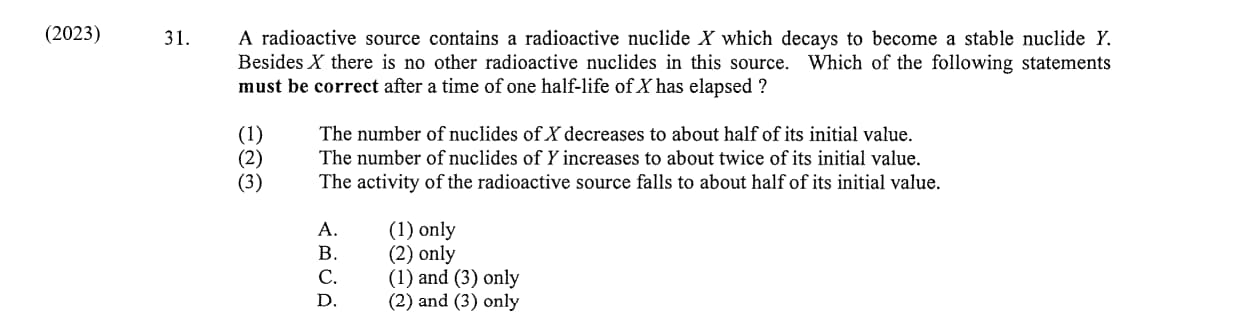 (2023) 31. A radioactive source contains a radioactive nuclide X which decays to become a stable nuclide Y.
Besides X there is no other radioactive nuclides in this source. Which of the following statements
must be correct after a time of one half-life of X has elapsed ?
(1) The number of nuclides of X decreases to about half of its initial value.
(2) The number of nuclides of Y increases to about twice of its initial value.
(3) The activity of the radioactive source falls to about half of its initial value.
A. (1) only
B. (2) only
C. (1) and (3) only
D. (2) and (3) only